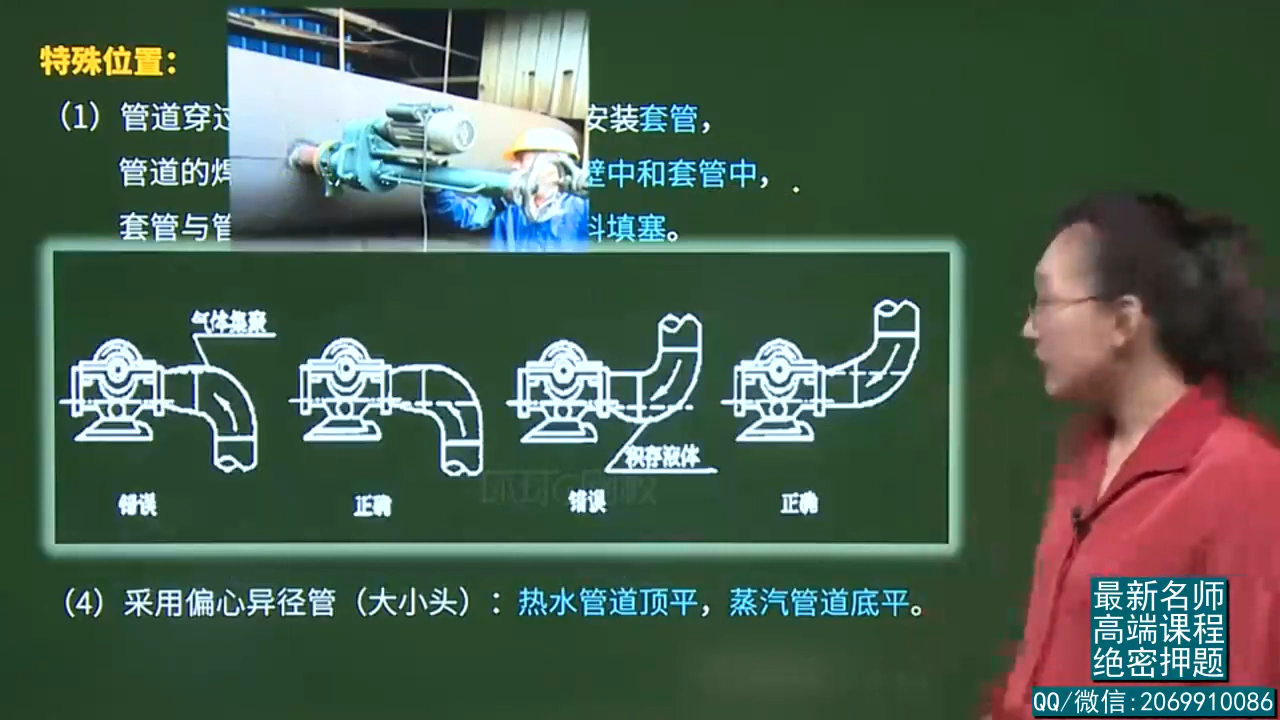 特殊位置：
（1）管道穿过
安装套管，
管道的焊
壁中和套管中，
套管与管
料填塞。
气体集聚
积存液体
错误
正确
错误
正确
（4）采用偏心异径管（大小头）：热水管道顶平，蒸汽管道底平。
最新名师
高端课程
绝密押题
QQ/微信:2069910086